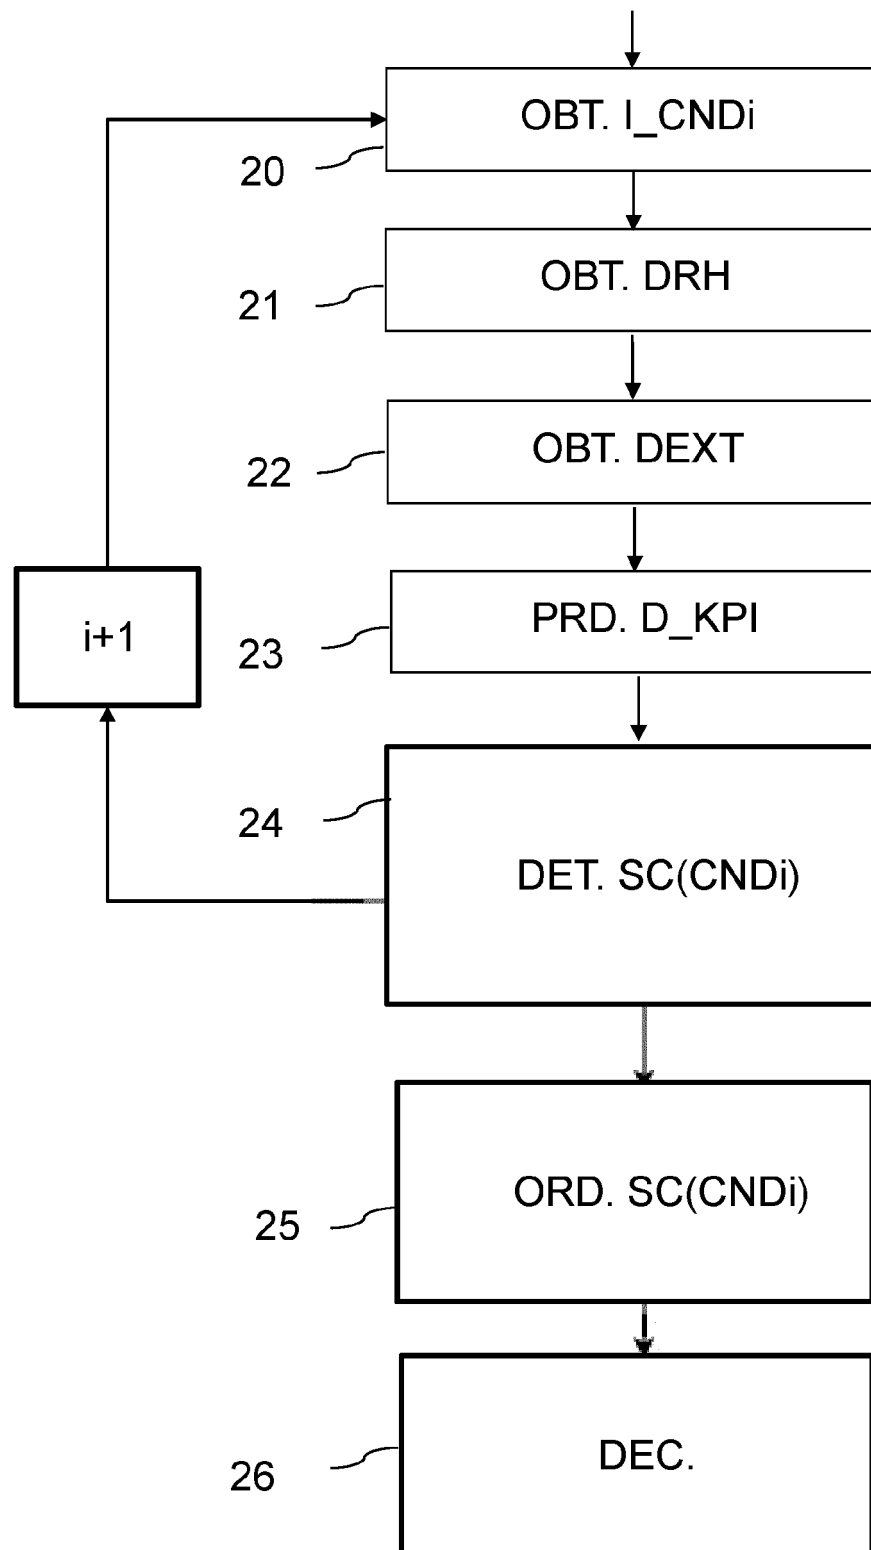 OBT. I_CNDi
20
OBT. DRH
21
OBT. DEXT
22
PRD. D_KPI
23
i+1
24
DET. SC(CNDi)
ORD. SC(CNDi)
25
DEC.
26